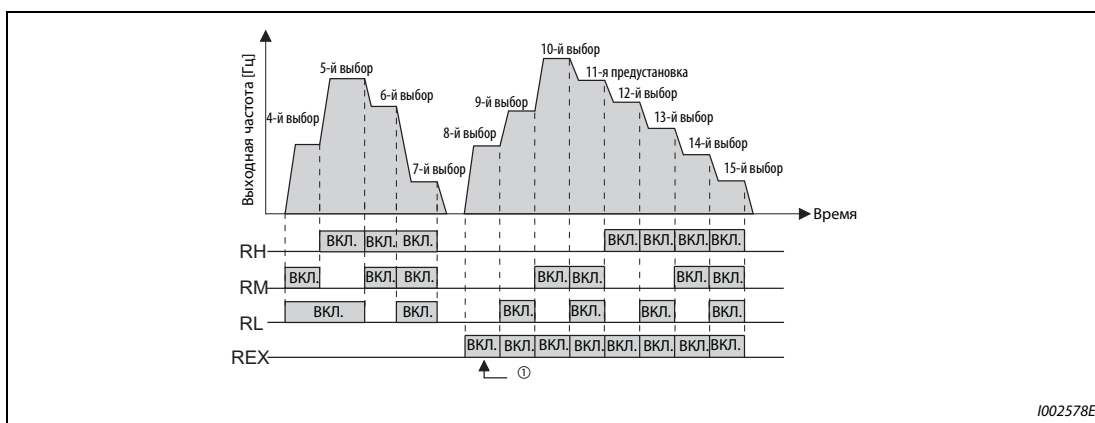 Выходная частота [Гц]
4-й выбор
5-й выбор
6-й выбор
7-й выбор
8-й выбор
9-й выбор
10-й выбор
11-я предустановка
12-й выбор
13-й выбор
14-й выбор
15-й выбор
Время
RH ВКЛ. ВКЛ. ВКЛ. ВКЛ. ВКЛ. ВКЛ. ВКЛ.
RM ВКЛ. ВКЛ. ВКЛ. ВКЛ. ВКЛ. ВКЛ. ВКЛ.
RL ВКЛ. ВКЛ. ВКЛ. ВКЛ. ВКЛ. ВКЛ.
REX ВКЛ. ВКЛ. ВКЛ. ВКЛ. ВКЛ. ВКЛ. ВКЛ. ВКЛ.
①
I002578E